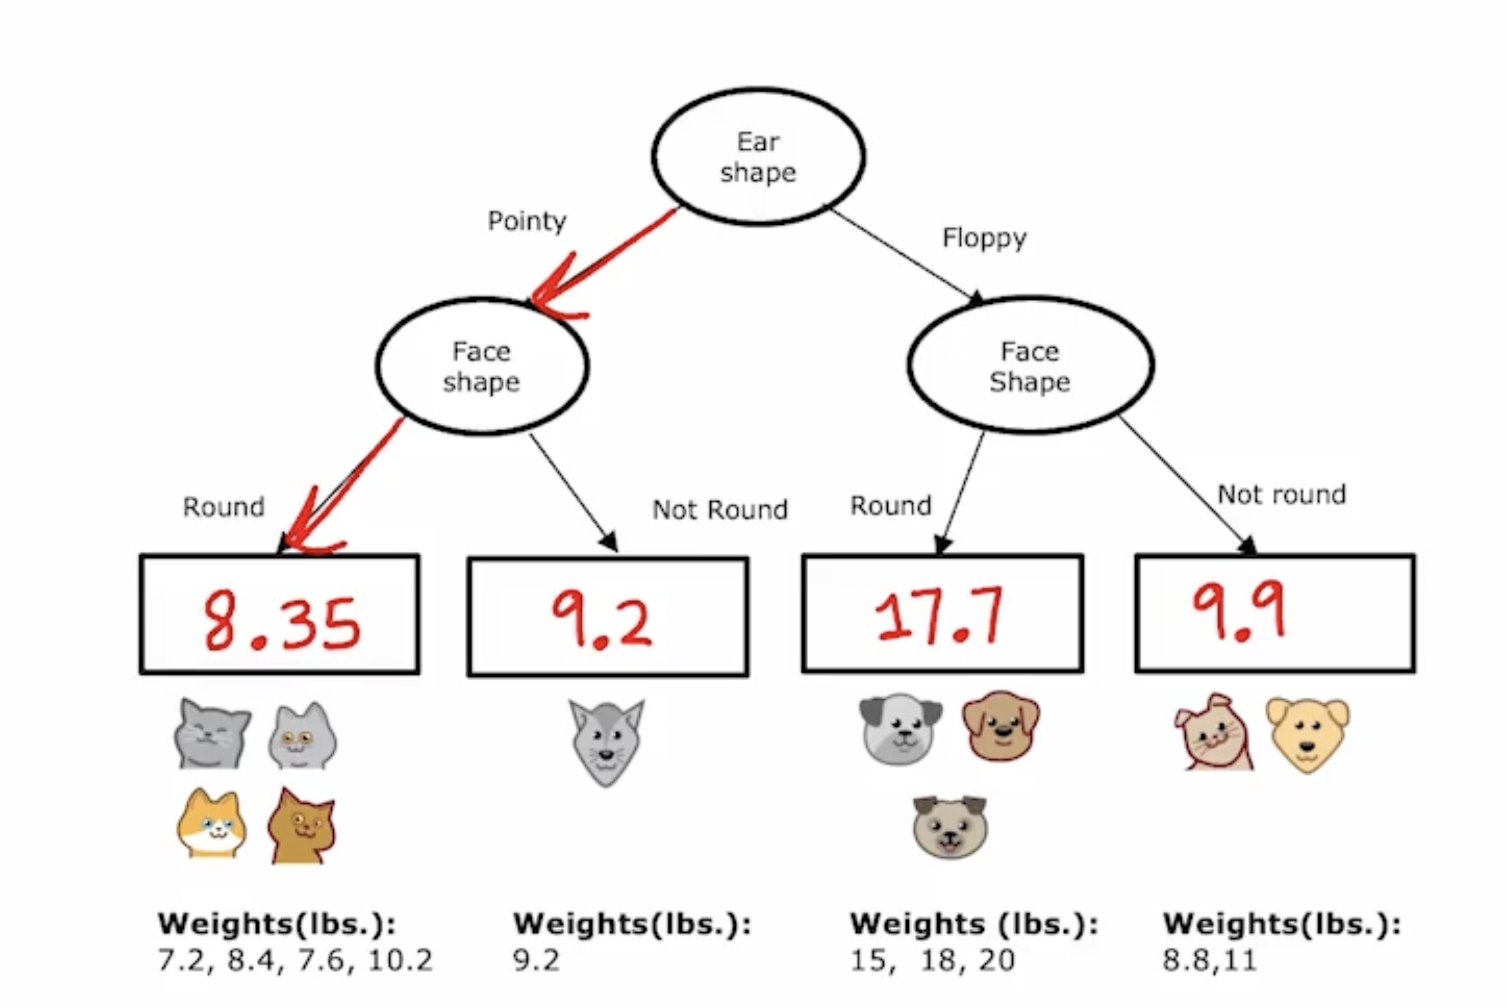 Ear
shape
Pointy
Floppy
Face
shape
Face
Shape
Round
Not Round
Round
Not round
8.35
9.2
17.7
9.9
Weights(lbs.):
7.2, 8.4, 7.6, 10.2
Weights(lbs.):
9.2
Weights (lbs.):
15, 18, 20
Weights(lbs.):
8.8,11